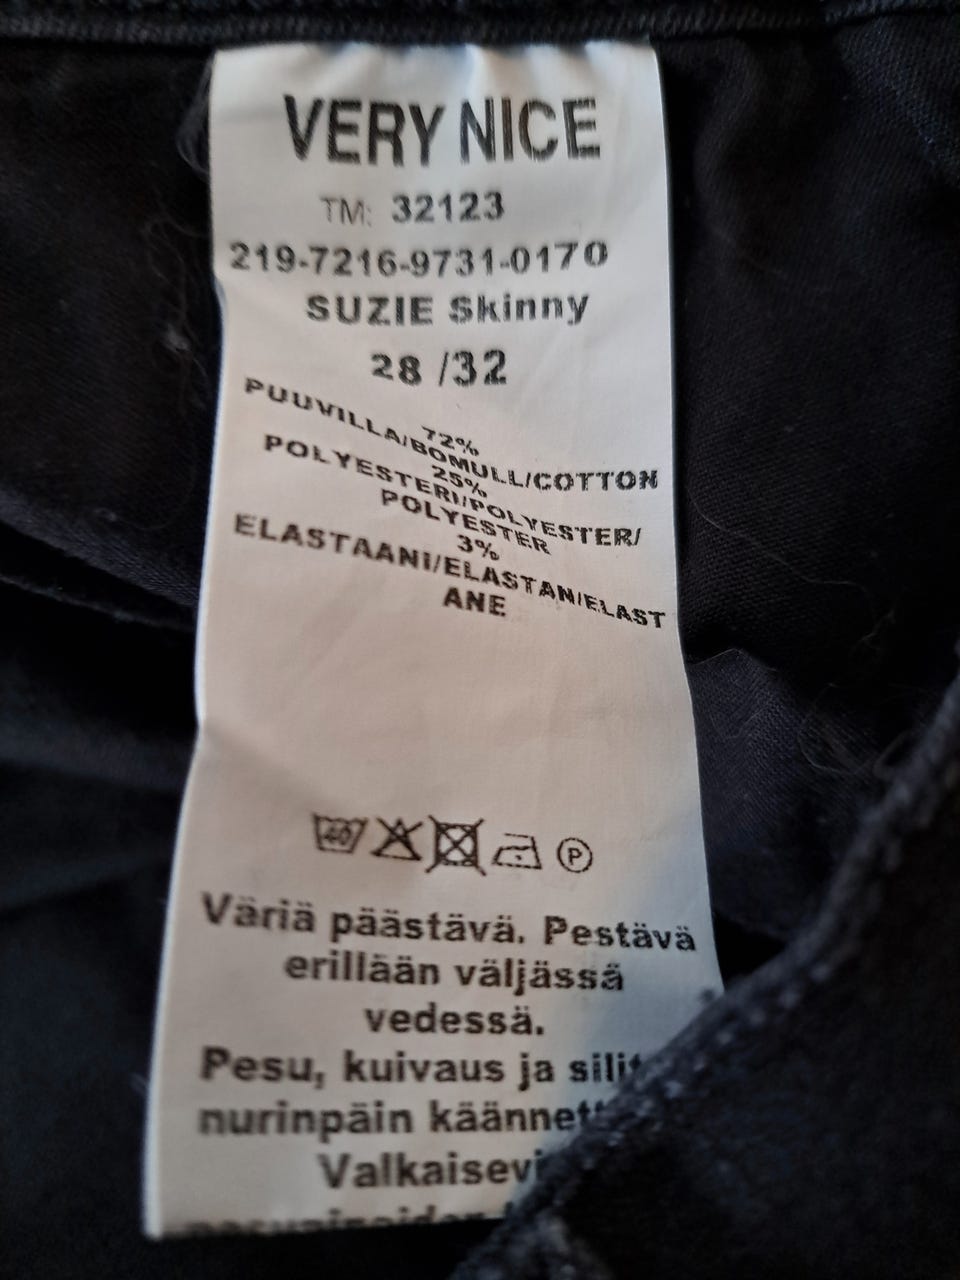 VERY NICE
TM: 32123
219-7216-9731-0170
SUZIE Skinny
28 /32
72%
PUUVILLA/BOMULL/COTTON
25%
POLYESTERI/POLYESTER/
POLYESTER
3%
ELASTAANI/ELASTAN/ELAST
ANE
40
P
Väriä päästävä. Pestävä
erillään väljässä
vedessä.
Pesu, kuivaus ja
nurinpäin